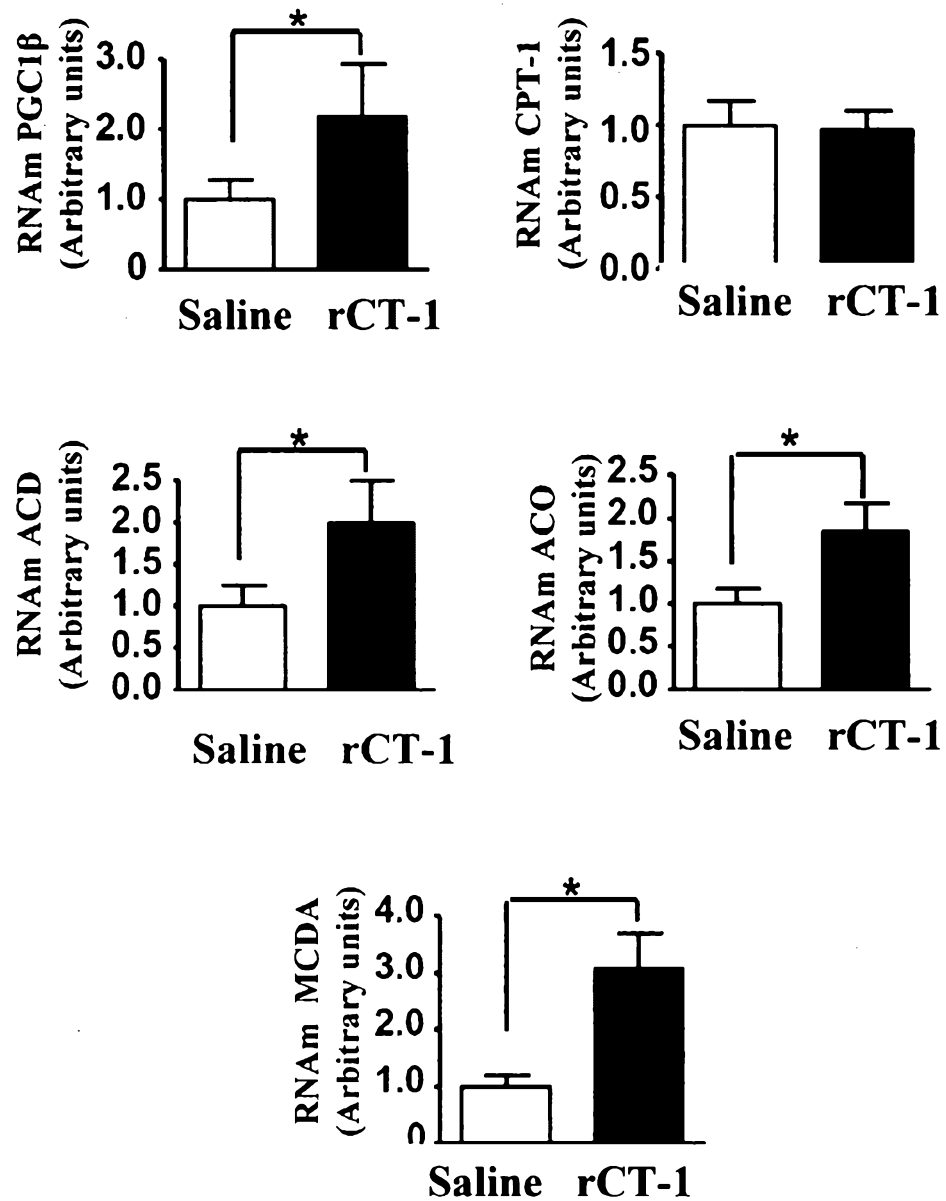 *
RNAm PGC1β
(Arbitrary units)
3.0
2.0
1.0
0
Saline rCT-1
RNAm CPT-1
(Arbitrary units)
1.5
1.0
0.5
0.0
Saline rCT-1
*
RNAm ACD
(Arbitrary units)
2.5
2.0
1.5
1.0
0.5
0.0
Saline rCT-1
*
RNAm ACO
(Arbitrary units)
2.5
2.0
1.5
1.0
0.5
0.0
Saline rCT-1
*
RNAm MCDA
(Arbitrary units)
4.0
3.0
2.0
1.0
0
Saline rCT-1